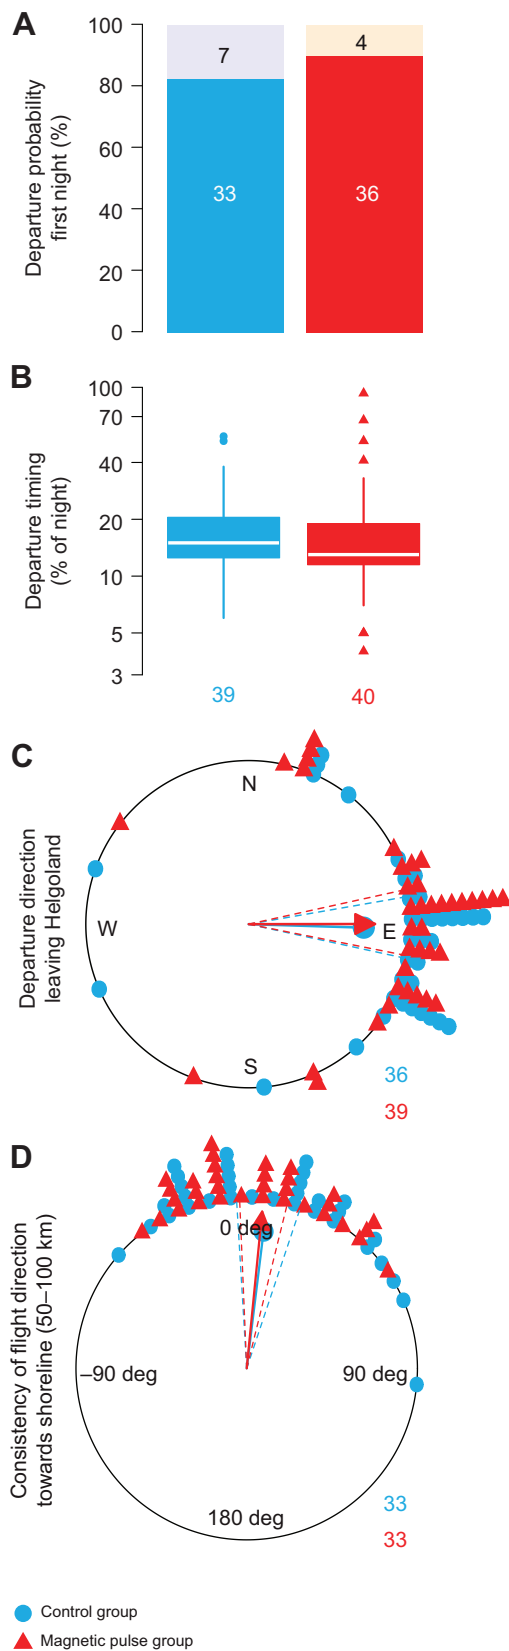 A
Departure probability
first night (%)
100
80
60
40
20
0
7
4
33
36
B
Departure timing
(% of night)
100
70
40
20
10
5
3
39
40
C
Departure direction
leaving Helgoland
N
W
E
S
36
39
D
Consistency of flight direction
towards shoreline (50–100 km)
0 deg
–90 deg
90 deg
180 deg
33
33
Control group
Magnetic pulse group